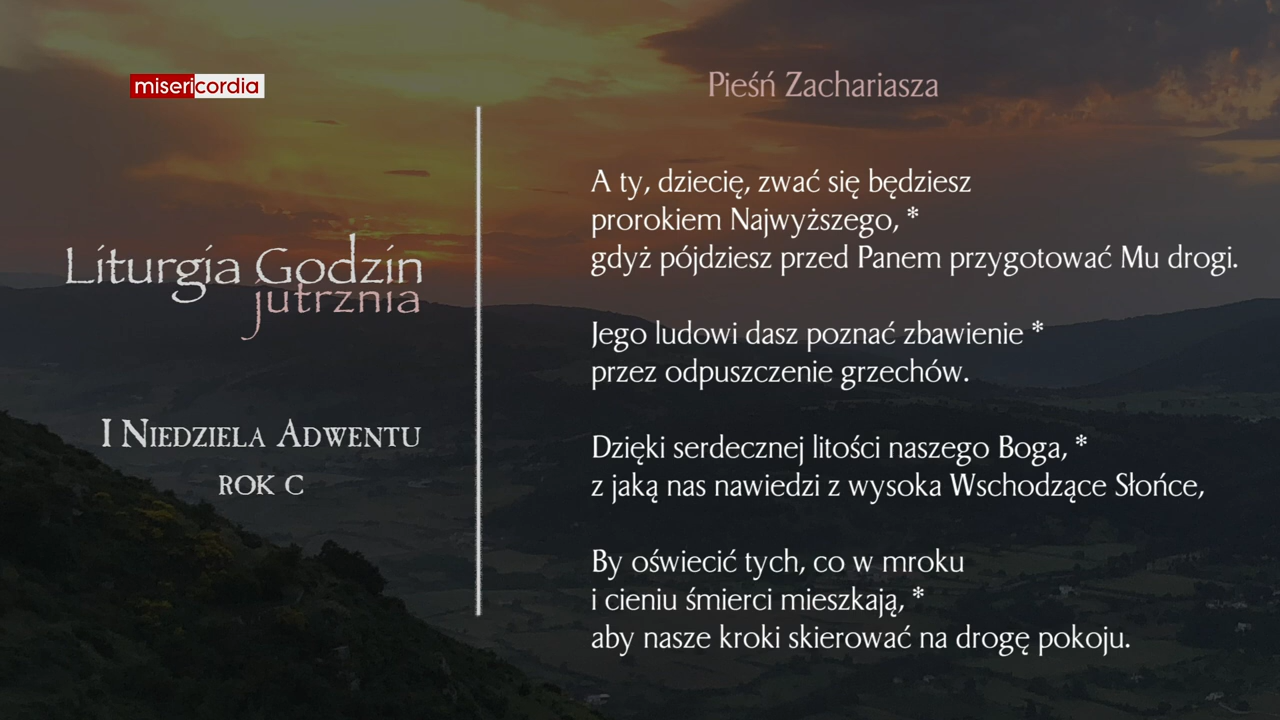 misericordia
Liturgia Godzin
jutrznia
I Niedziela Adwentu
rok C
Pieśń Zachariasza
A ty, dziecię, zwać się będziesz
prorokiem Najwyższego, *
gdyż pójdziesz przed Panem przygotować Mu drogi.
Jego ludowi dasz poznać zbawienie *
przez odpuszczenie grzechów.
Dzięki serdecznej litości naszego Boga, *
z jaką nas nawiedzi z wysoka Wschodzące Słońce,
By oświecić tych, co w mroku
i cieniu śmierci mieszkają, *
aby nasze kroki skierować na drogę pokoju.